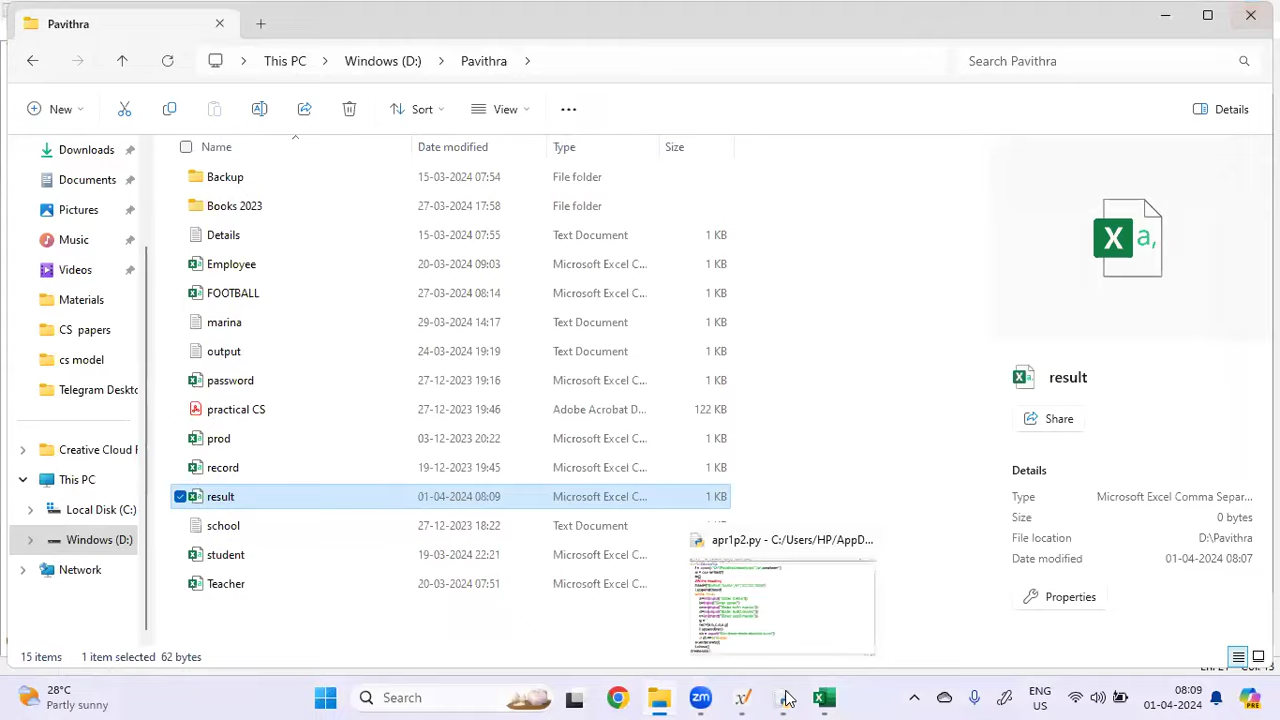 Pavithra
This PC > Windows (D:) > Pavithra >
Search Pavithra
New
Sort
View
Details
Name Date modified Type Size
Downloads
Documents
Pictures
Music
Videos
Materials
CS papers
cs model
Telegram Deskto
Creative Cloud F
This PC
Local Disk (C:)
Windows (D:)
Network
Backup 15-03-2024 07:54 File folder
Books 2023 27-03-2024 17:58 File folder
Details 15-03-2024 07:55 Text Document 1 KB
Employee 20-03-2024 09:03 Microsoft Excel C... 1 KB
FOOTBALL 27-03-2024 08:14 Microsoft Excel C... 1 KB
marina 29-03-2024 14:17 Text Document 1 KB
output 24-03-2024 19:19 Text Document 1 KB
password 27-12-2023 19:16 Microsoft Excel C... 1 KB
practical CS 27-12-2023 19:46 Adobe Acrobat D... 122 KB
prod 03-12-2023 20:22 Microsoft Excel C... 1 KB
record 19-12-2023 18:45 Microsoft Excel C... 1 KB
result 01-04-2024 08:09 Microsoft Excel C... 1 KB
school 27-12-2023 18:22 Text Document 1 KB
student 22:21 Microsoft Excel C...
Teacher 07:51 Microsoft Excel C...
apr1p2.py - C:/Users/HP/AppD...
result
Share
Details
Type Microsoft Excel Comma Separ...
Size 0 bytes
File location D:\Pavithra
Date modified 08:07
Properties
15 items 1 item selected 62 bytes
28°C
Partly sunny
Search
zm
ENG
US
08:09
01-04-2024